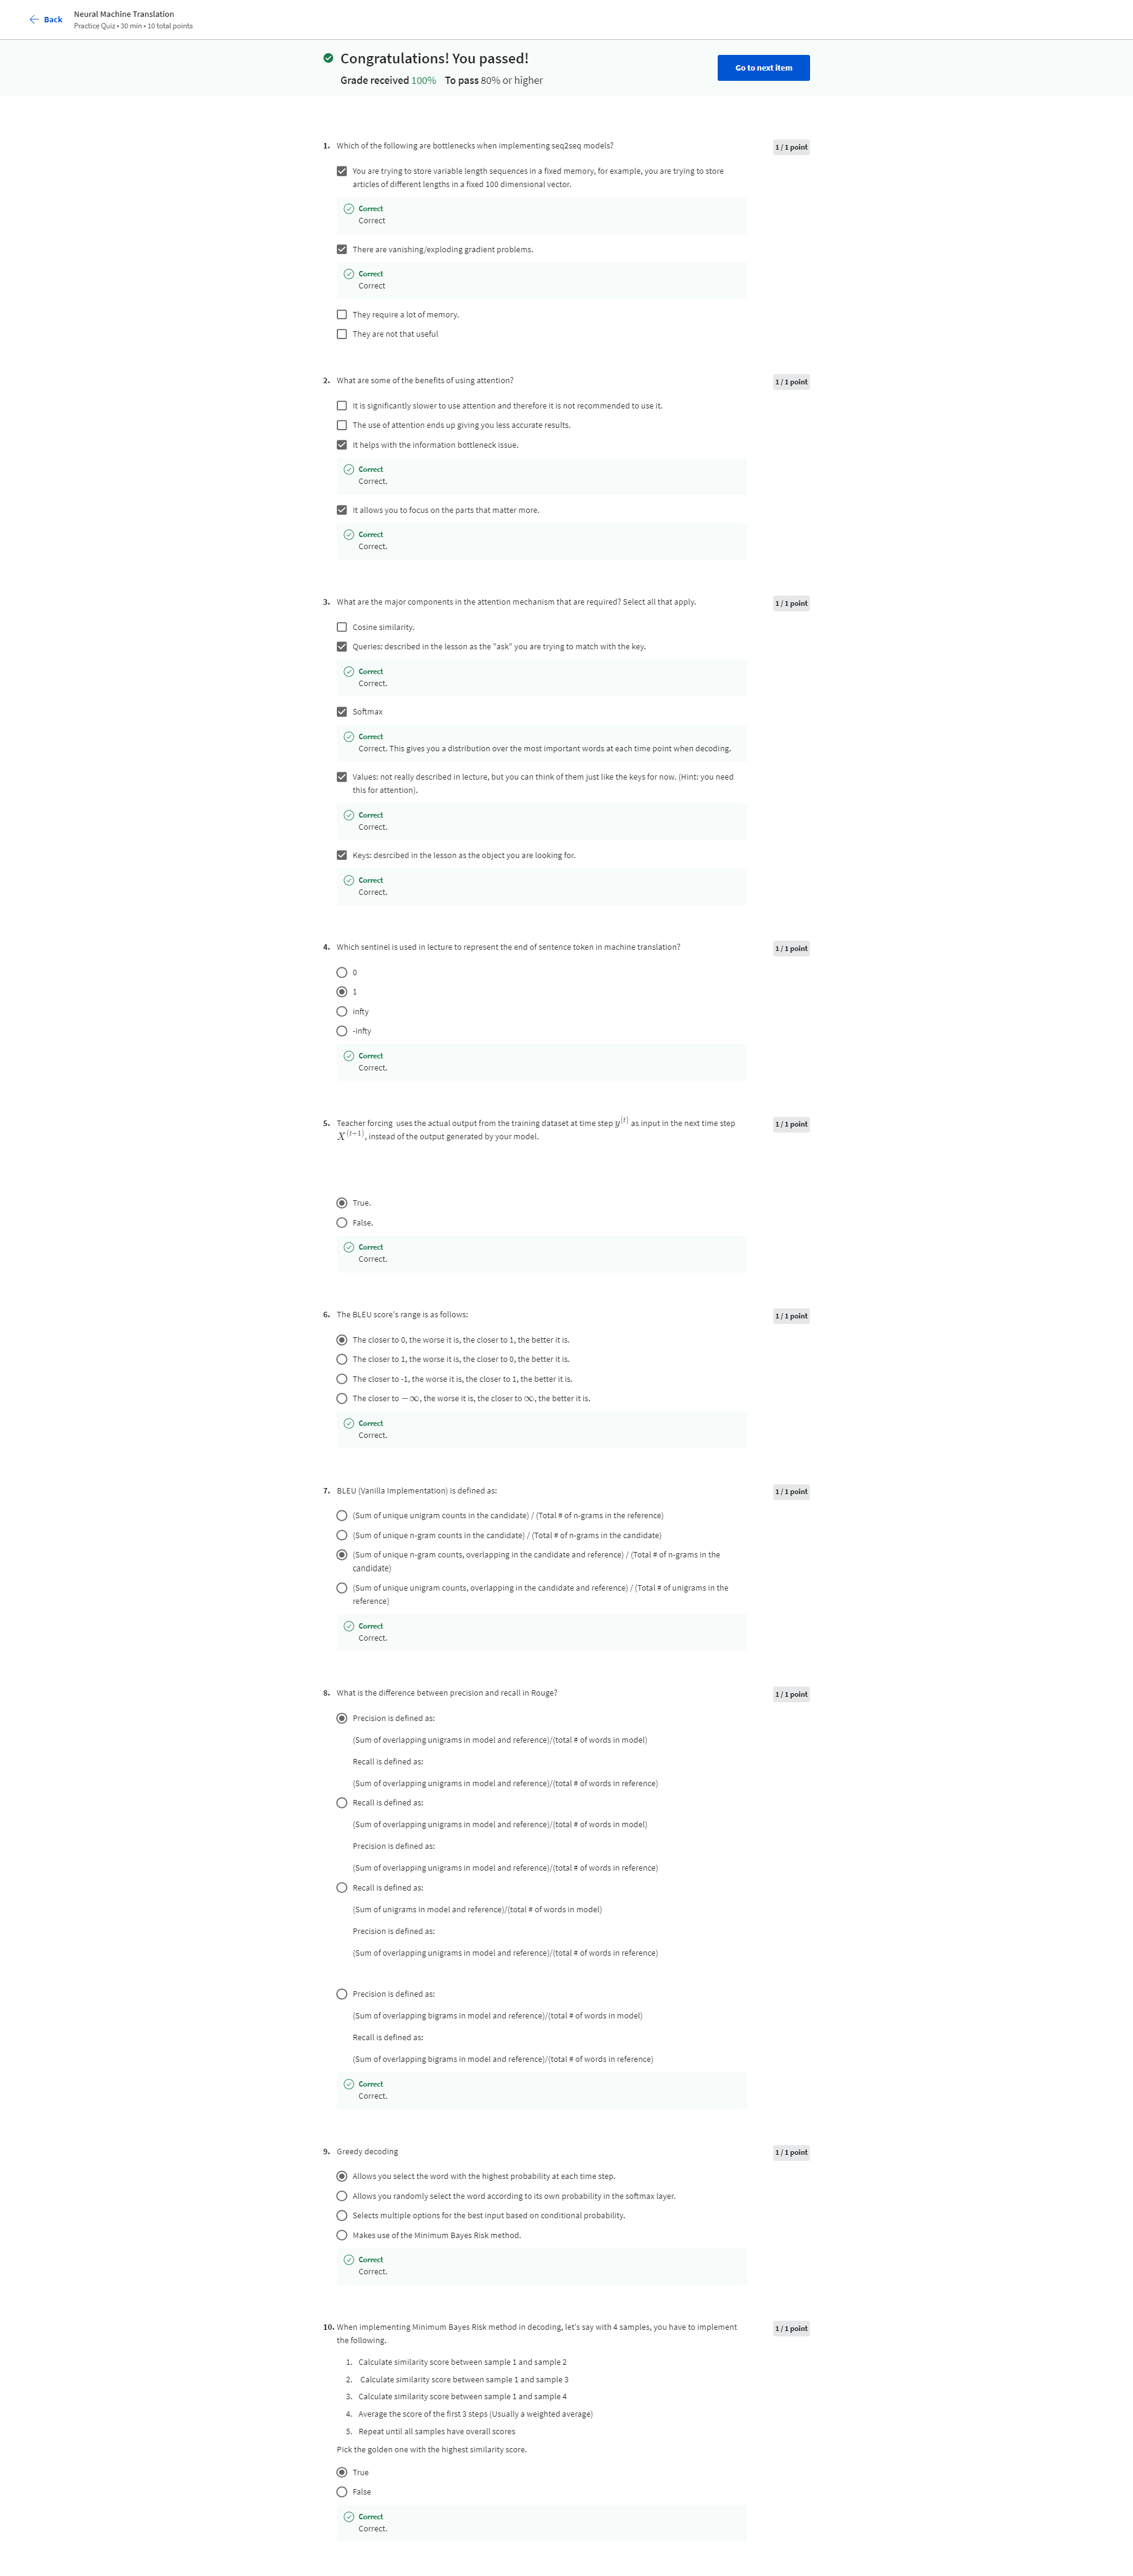 Back
Neural Machine Translation
Practice Quiz • 30 min • 10 total points
Congratulations! You passed!
Grade received 100% To pass 80% or higher
Go to next item
1. Which of the following are bottlenecks when implementing seq2seq models?
1 / 1 point
You are trying to store variable length sequences in a fixed memory, for example, you are trying to store
articles of different lengths in a fixed 100 dimensional vector.
Correct
Correct
There are vanishing/exploding gradient problems.
Correct
Correct
They require a lot of memory.
They are not that useful
2. What are some of the benefits of using attention?
1 / 1 point
It is significantly slower to use attention and therefore it is not recommended to use it.
The use of attention ends up giving you less accurate results.
It helps with the information bottleneck issue.
Correct
Correct.
It allows you to focus on the parts that matter more.
Correct
Correct.
3. What are the major components in the attention mechanism that are required? Select all that apply.
1 / 1 point
Cosine similarity.
Queries: described in the lesson as the "ask" you are trying to match with the key.
Correct
Correct.
Softmax
Correct
Correct. This gives you a distribution over the most important words at each time point when decoding.
Values: not really described in lecture, but you can think of them just like the keys for now. (Hint: you need
this for attention).
Correct
Correct.
Keys: desrcibed in the lesson as the object you are looking for.
Correct
Correct.
4. Which sentinel is used in lecture to represent the end of sentence token in machine translation?
1 / 1 point
0
1
infty
-infty
Correct
Correct.
5. Teacher forcing uses the actual output from the training dataset at time step y^(t) as input in the next time step
X^(t+1), instead of the output generated by your model.
1 / 1 point
True.
False.
Correct
Correct.
6. The BLEU score's range is as follows:
1 / 1 point
The closer to 0, the worse it is, the closer to 1, the better it is.
The closer to 1, the worse it is, the closer to 0, the better it is.
The closer to -1, the worse it is, the closer to 1, the better it is.
The closer to −∞, the worse it is, the closer to ∞, the better it is.
Correct
Correct.
7. BLEU (Vanilla Implementation) is defined as:
1 / 1 point
(Sum of unique unigram counts in the candidate) / (Total # of n-grams in the reference)
(Sum of unique n-gram counts in the candidate) / (Total # of n-grams in the candidate)
(Sum of unique n-gram counts, overlapping in the candidate and reference) / (Total # of n-grams in the
candidate)
(Sum of unique unigram counts, overlapping in the candidate and reference) / (Total # of unigrams in the
reference)
Correct
Correct.
8. What is the difference between precision and recall in Rouge?
1 / 1 point
Precision is defined as:
(Sum of overlapping unigrams in model and reference)/(total # of words in model)
Recall is defined as:
(Sum of overlapping unigrams in model and reference)/(total # of words in reference)
Recall is defined as:
(Sum of overlapping unigrams in model and reference)/(total # of words in model)
Precision is defined as:
(Sum of overlapping unigrams in model and reference)/(total # of words in reference)
Recall is defined as:
(Sum of unigrams in model and reference)/(total # of words in model)
Precision is defined as:
(Sum of overlapping unigrams in model and reference)/(total # of words in reference)
Precision is defined as:
(Sum of overlapping bigrams in model and reference)/(total # of words in model)
Recall is defined as:
(Sum of overlapping bigrams in model and reference)/(total # of words in reference)
Correct
Correct.
9. Greedy decoding
1 / 1 point
Allows you select the word with the highest probability at each time step.
Allows you randomly select the word according to its own probability in the softmax layer.
Selects multiple options for the best input based on conditional probability.
Makes use of the Minimum Bayes Risk method.
Correct
Correct.
10. When implementing Minimum Bayes Risk method in decoding, let's say with 4 samples, you have to implement
the following.
1 / 1 point
1. Calculate similarity score between sample 1 and sample 2
2. Calculate similarity score between sample 1 and sample 3
3. Calculate similarity score between sample 1 and sample 4
4. Average the score of the first 3 steps (Usually a weighted average)
5. Repeat until all samples have overall scores
Pick the golden one with the highest similarity score.
True
False
Correct
Correct.